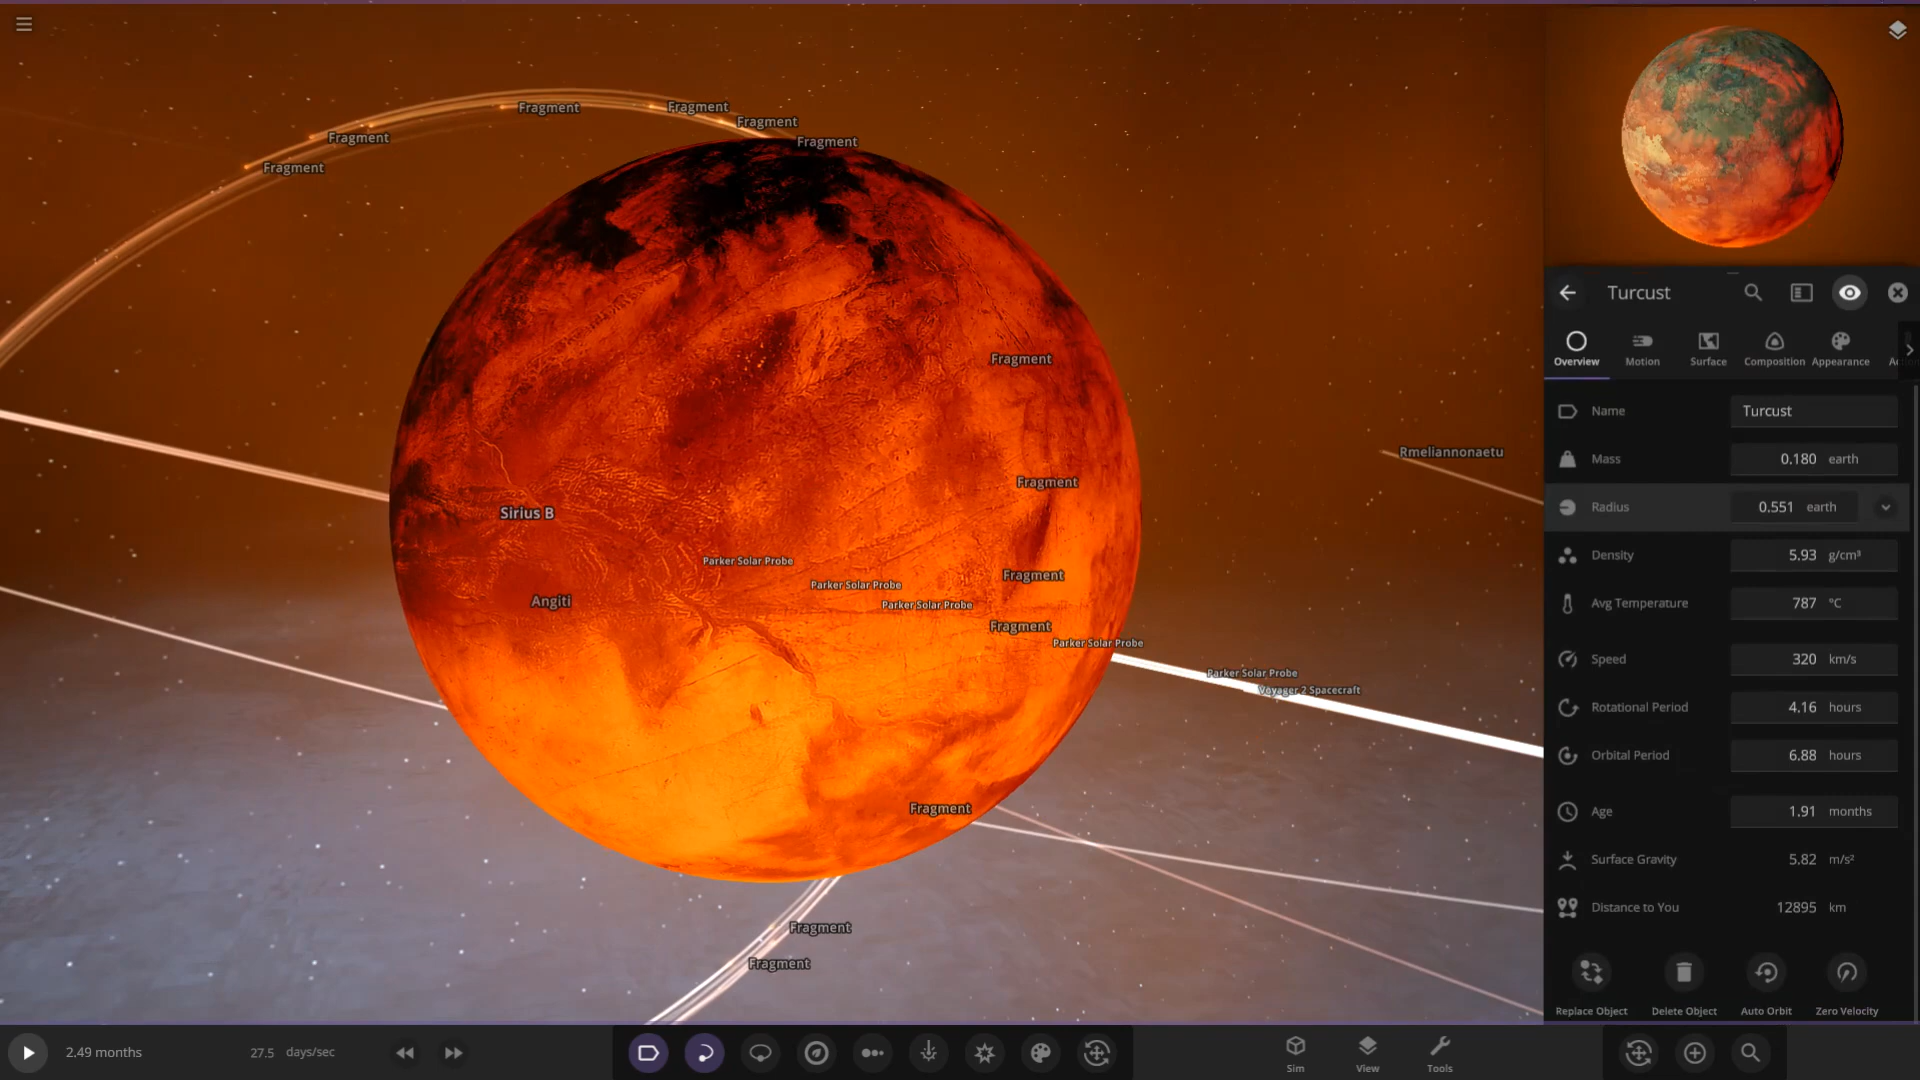 Fragment
Fragment
Fragment
Fragment
Fragment
Fragment
Fragment
Rmeliannonaetu
Fragment
Sirius B
Parker Solar Probe
Fragment
Parker Solar Probe
Angiti
Parker Solar Probe
Fragment
Parker Solar Probe
Parker Solar Probe
Voyager 2 Spacecraft
Fragment
Fragment
Fragment
Turcust
Overview
Motion
Surface
Composition
Appearance
Name Turcust
Mass 0.180 earth
Radius 0.551 earth
Density 5.93 g/cm³
Avg Temperature 787 °C
Speed 320 km/s
Rotational Period 4.16 hours
Orbital Period 6.88 hours
Age 1.91 months
Surface Gravity 5.82 m/s²
Distance to You 12895 km
Replace Object
Delete Object
Auto Orbit
Zero Velocity
2.49 months
27.5 days/sec
Sim
View
Tools